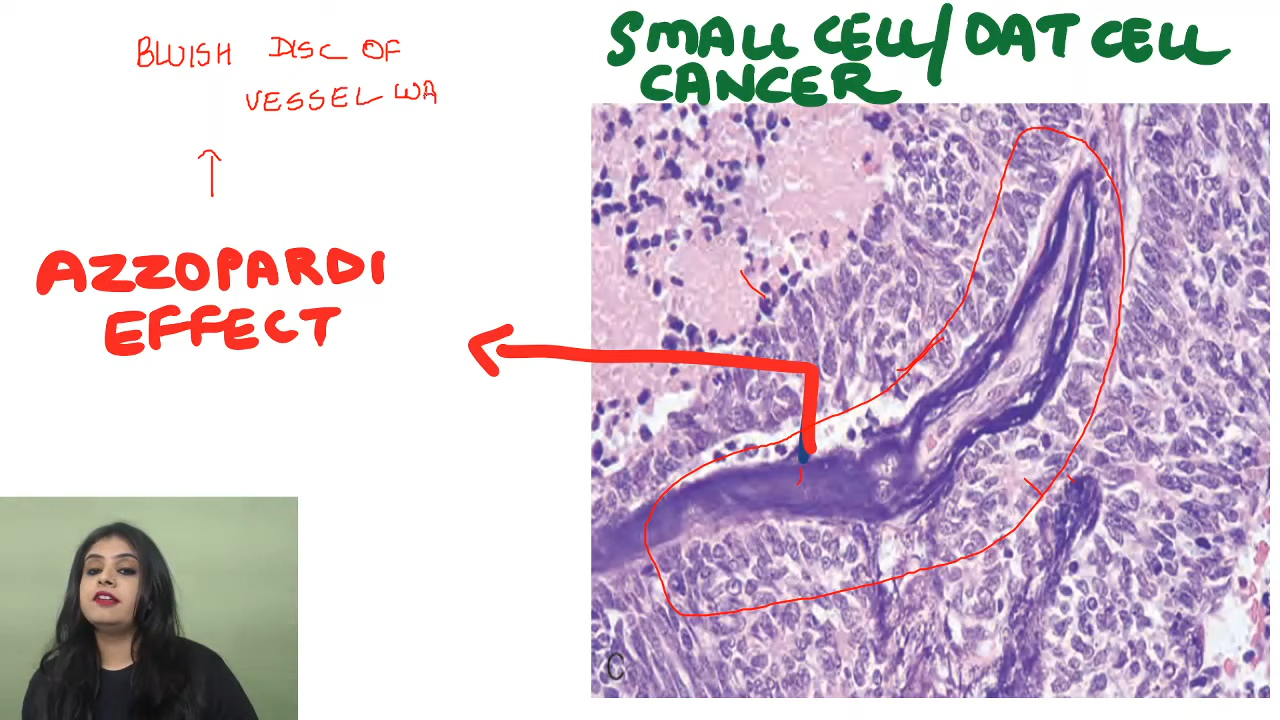 BLUISH DISC OF
VESSEL WA
↑
AZZOPARDI
EFFECT
SMALL CELL/OAT CELL
CANCER
C